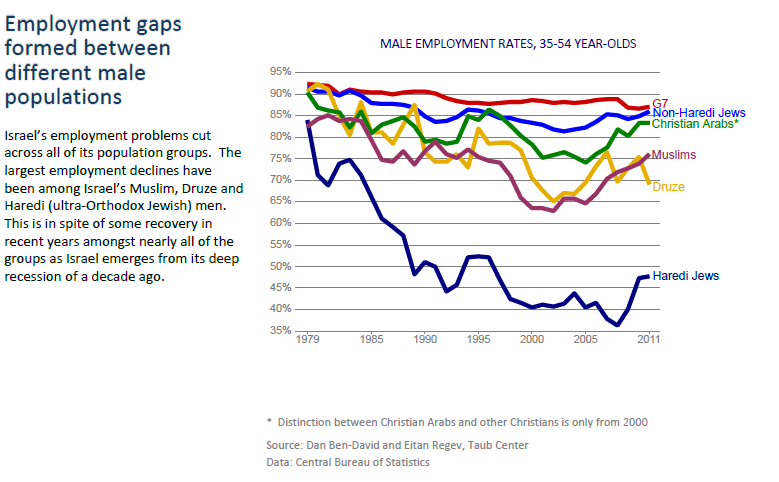 Employment gaps
formed between
different male
populations
Israel's employment problems cut
across all of its population groups. The
largest employment declines have
been among Israel's Muslim, Druze and
Haredi (ultra-Orthodox Jewish) men.
This is in spite of some recovery in
recent years amongst nearly all of the
groups as Israel emerges from its deep
recession of a decade ago.
MALE EMPLOYMENT RATES, 35-54 YEAR-OLDS
95%
90%
85%
80%
75%
70%
65%
60%
55%
50%
45%
40%
35%
G7
Non-Haredi Jews
Christian Arabs*
Muslims
Druze
Haredi Jews
1979 1985 1990 1995 2000 2005 2011
* Distinction between Christian Arabs and other Christians is only from 2000
Source: Dan Ben-David and Eitan Regev, Taub Center
Data: Central Bureau of Statistics